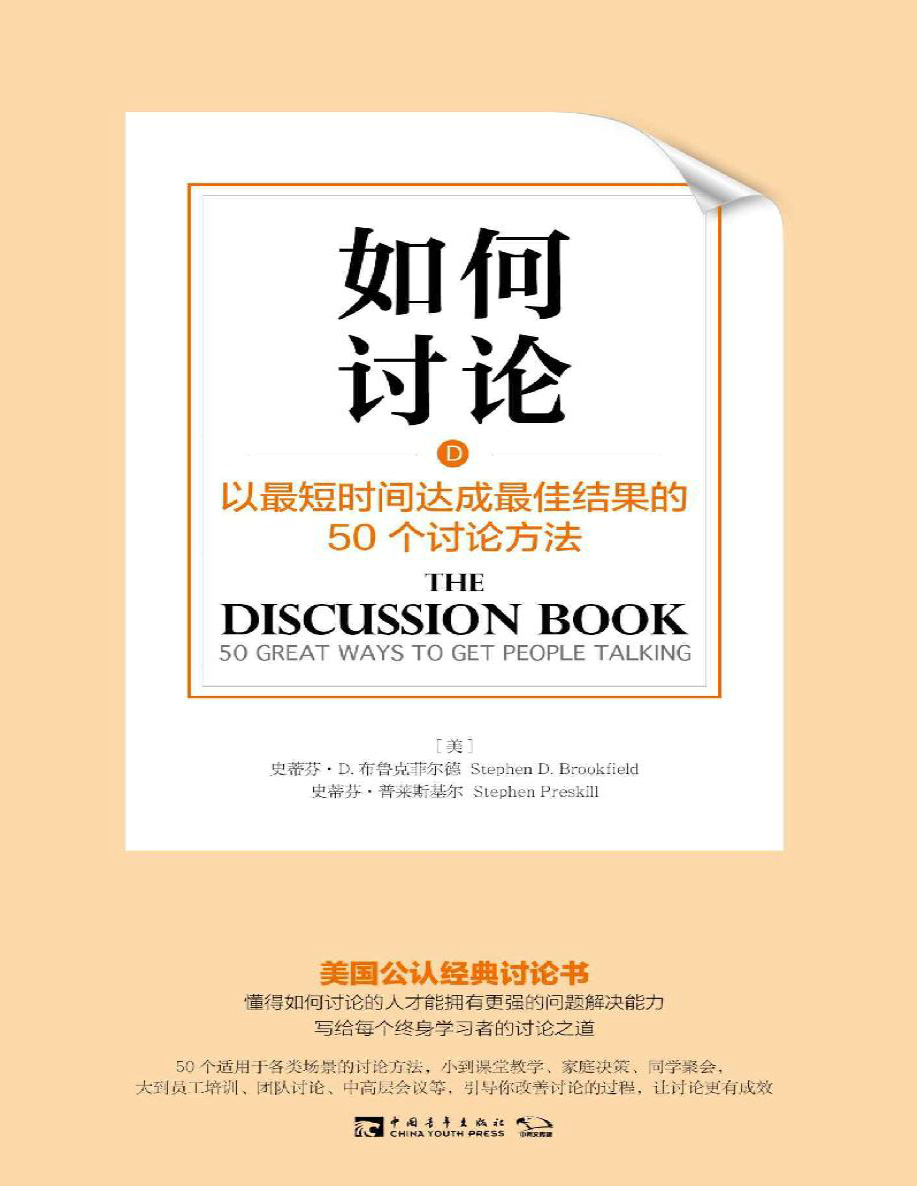 如何
讨论
D
以最短时间达成最佳结果的
50 个讨论方法
THE
DISCUSSION BOOK
50 GREAT WAYS TO GET PEOPLE TALKING
［美］
史蒂芬·D. 布鲁克菲尔德 Stephen D. Brookfield
史蒂芬·普莱斯基尔 Stephen Preskill
美国公认经典讨论书
懂得如何讨论的人才能拥有更强的问题解决能力
写给每个终身学习者的讨论之道
50 个适用于各类场景的讨论方法，小到课堂教学、家庭决策、同学聚会，
大到员工培训、团队讨论、中高层会议等，引导你改善讨论的过程，让讨论更有成效
中国青年出版社
CHINA YOUTH PRESS